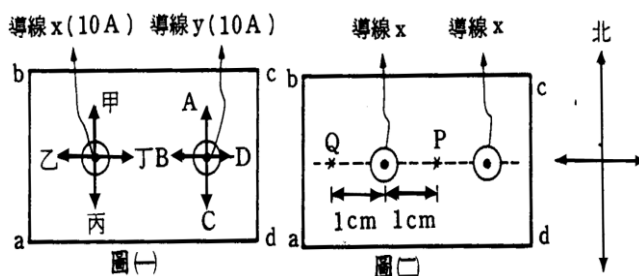 導線x(10A) 導線y(10A) 導線x 導線x 北
b c b c
甲 A
乙 丁 B D Q P
丙 C 1cm 1cm
a d a d
圖(一) 圖(二)